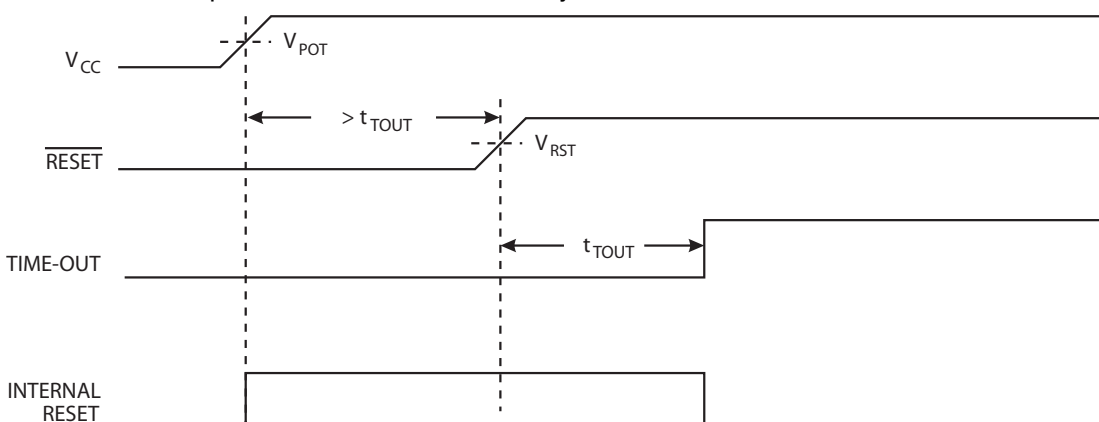 V_CC
V_POT
> t_TOUT
RESET
V_RST
TIME-OUT
t_TOUT
INTERNAL
RESET